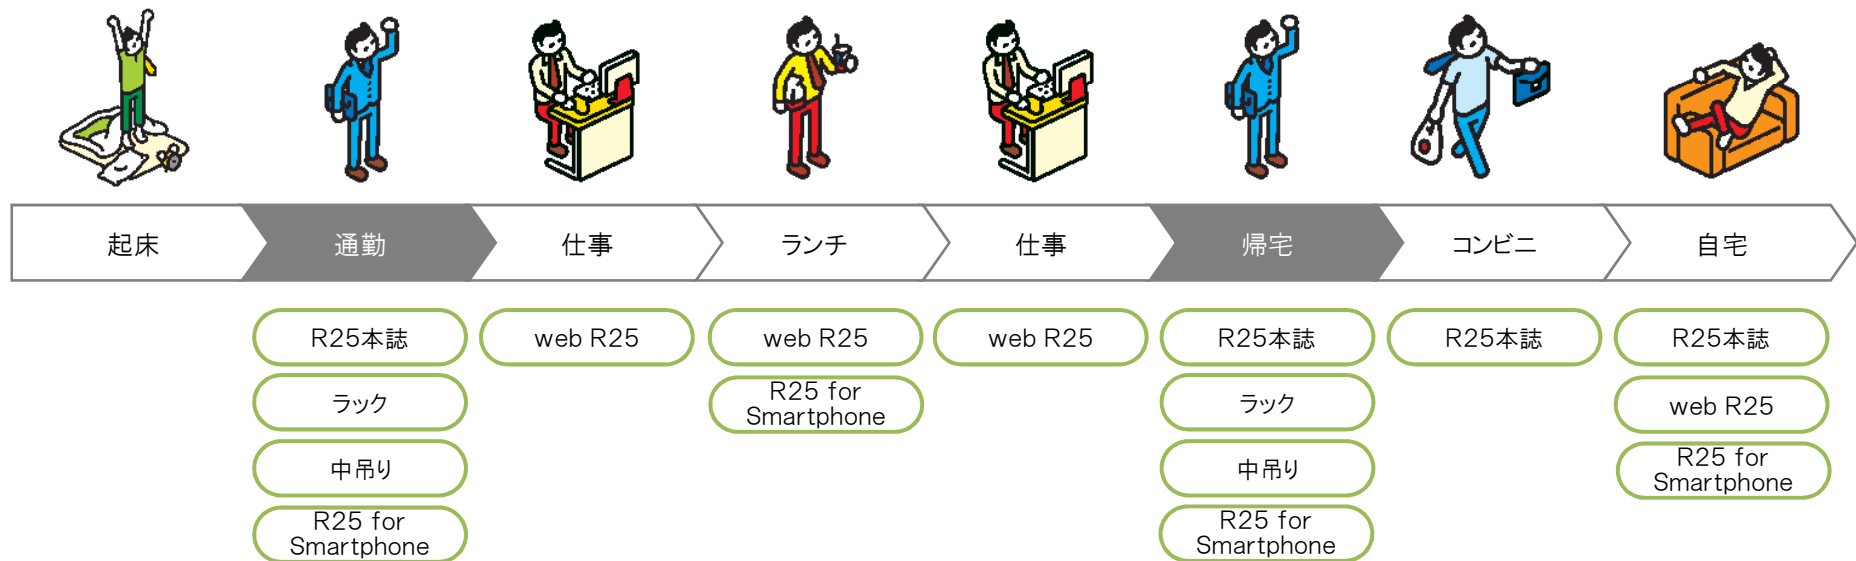 起床
通勤
仕事
ランチ
仕事
帰宅
コンビニ
自宅
R25本誌
web R25
web R25
web R25
R25本誌
R25本誌
R25本誌
ラック
R25 for
Smartphone
ラック
web R25
中吊り
中吊り
R25 for
Smartphone
R25 for
Smartphone
R25 for
Smartphone